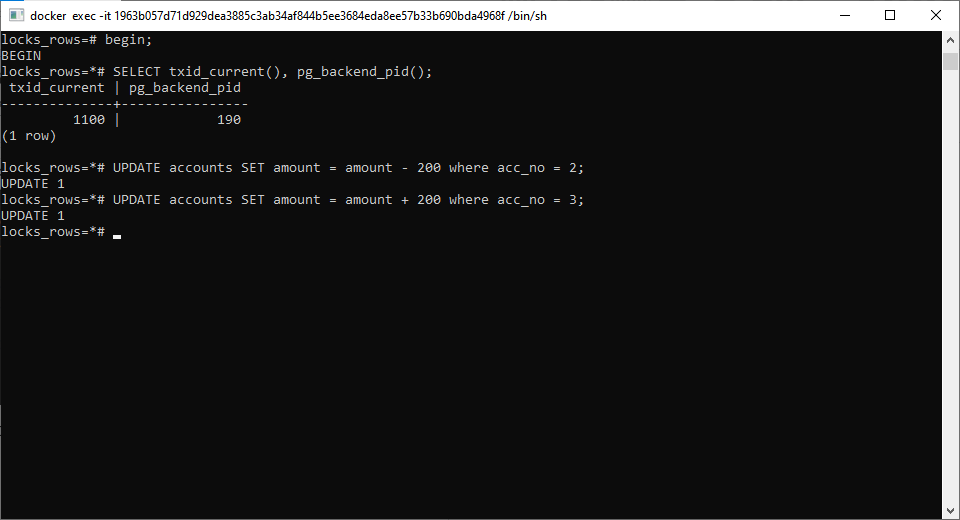 docker exec -it 1963b057d71d929dea3885c3ab34af844b5ee3684eda8ee57b33b690bda4968f /bin/sh
locks_rows=# begin;
BEGIN
locks_rows=*# SELECT txid_current(), pg_backend_pid();
 txid_current | pg_backend_pid
--------------+----------------
         1100 |            190
(1 row)

locks_rows=*# UPDATE accounts SET amount = amount - 200 where acc_no = 2;
UPDATE 1
locks_rows=*# UPDATE accounts SET amount = amount + 200 where acc_no = 3;
UPDATE 1
locks_rows=*#